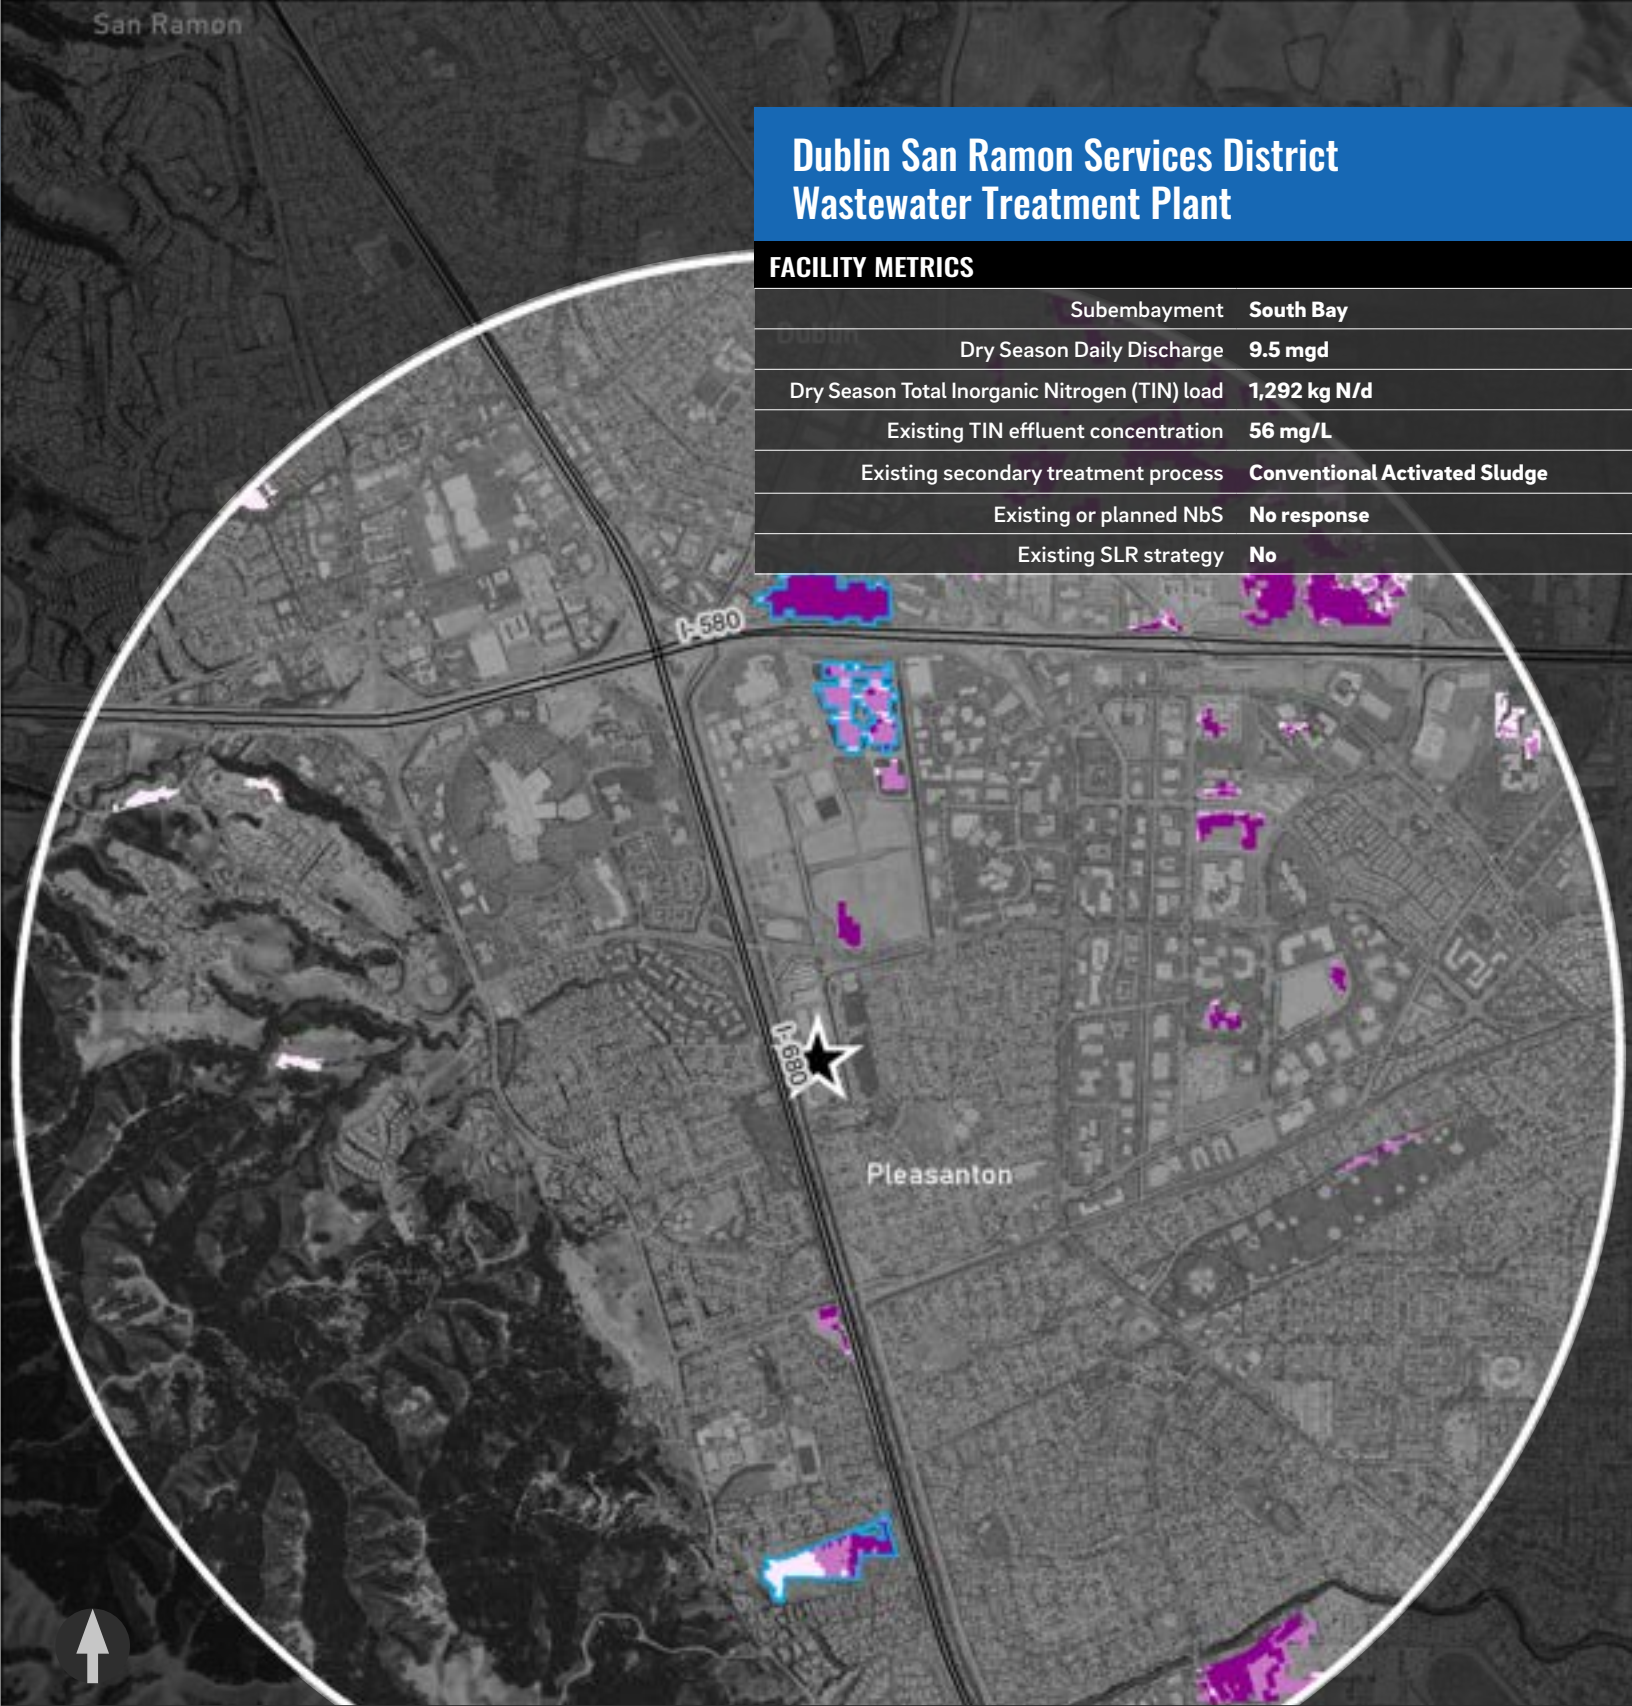 San Ramon
Dublin San Ramon Services District
Wastewater Treatment Plant
FACILITY METRICS
Subembayment South Bay
Dublin
Dry Season Daily Discharge 9.5 mgd
Dry Season Total Inorganic Nitrogen (TIN) load 1,292 kg N/d
Existing TIN effluent concentration 56 mg/L
Existing secondary treatment process Conventional Activated Sludge
Existing or planned NbS No response
Existing SLR strategy No
I-580
I-680
Pleasanton